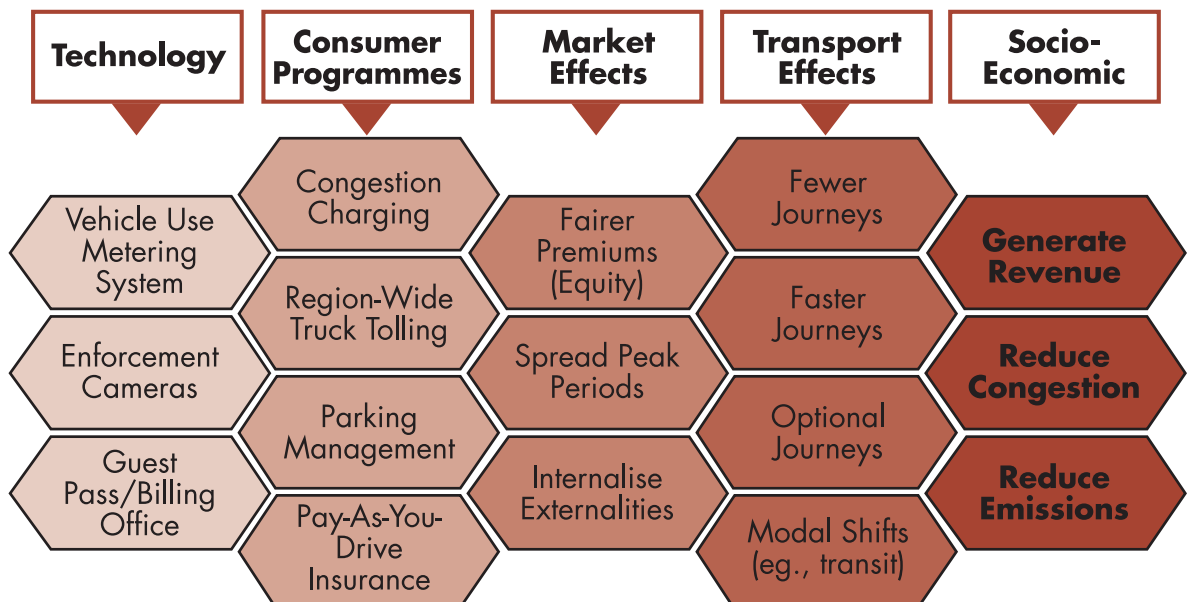 Technology
Consumer
Programmes
Market
Effects
Transport
Effects
Socio-
Economic
Vehicle Use
Metering
System
Enforcement
Cameras
Guest
Pass/Billing
Office
Congestion
Charging
Region-Wide
Truck Tolling
Parking
Management
Pay-As-You-
Drive
Insurance
Fairer
Premiums
(Equity)
Spread Peak
Periods
Internalise
Externalities
Fewer
Journeys
Faster
Journeys
Optional
Journeys
Modal Shifts
(eg., transit)
Generate
Revenue
Reduce
Congestion
Reduce
Emissions